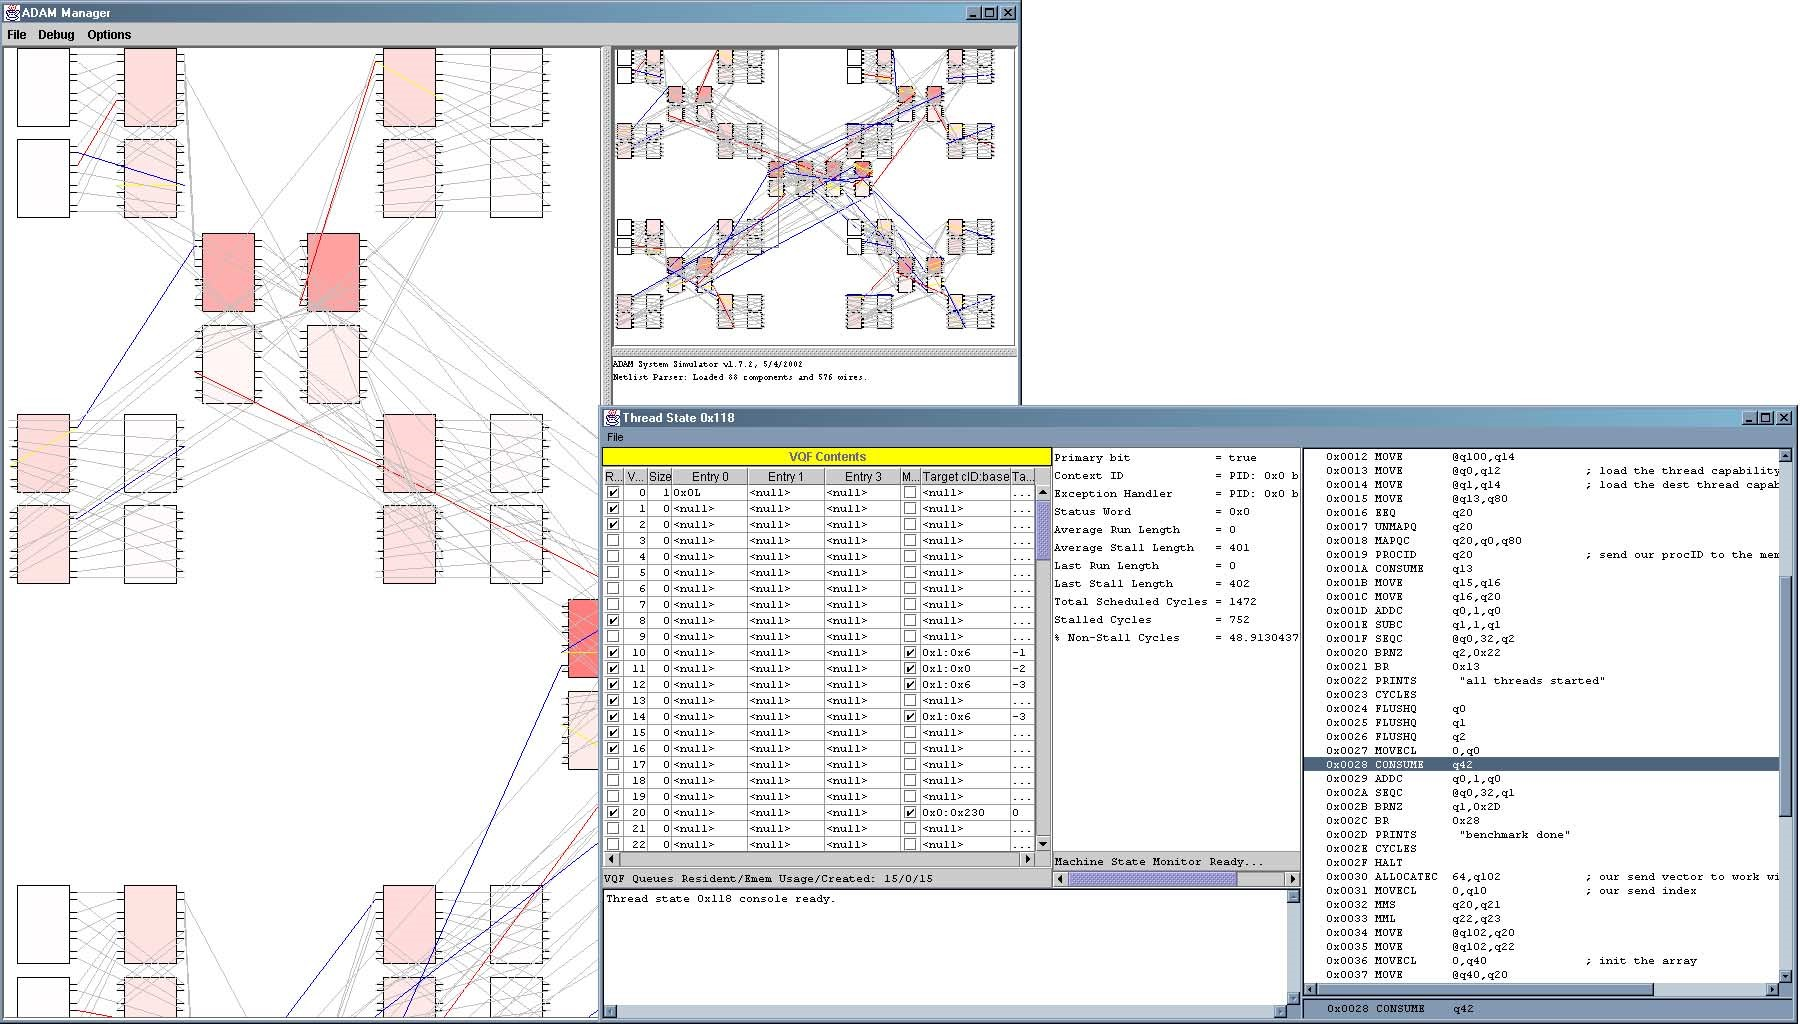 ADAM Manager
File Debug Options
ADAM System Simulator v1.7.2, 5/4/2002
Netlist Parser: Loaded 88 components and 576 wires.
Thread State 0x118
File
VQF Contents
R... V... Size Entry 0 Entry 1 Entry 3 M... Target cID:base Ta...
0 1 0x0L <null> <null> <null> ...
1 0 <null> <null> <null> <null> ...
2 0 <null> <null> <null> <null> ...
3 0 <null> <null> <null> <null> ...
4 0 <null> <null> <null> <null> ...
5 0 <null> <null> <null> <null> ...
6 0 <null> <null> <null> <null> ...
7 0 <null> <null> <null> <null> ...
8 0 <null> <null> <null> <null> ...
9 0 <null> <null> <null> <null> ...
10 0 <null> <null> <null> 0x1:0x6 -1
11 0 <null> <null> <null> 0x1:0x0 -2
12 0 <null> <null> <null> 0x1:0x6 -3
13 0 <null> <null> <null> <null> ...
14 0 <null> <null> <null> 0x1:0x6 -3
15 0 <null> <null> <null> <null> ...
16 0 <null> <null> <null> <null> ...
17 0 <null> <null> <null> <null> ...
18 0 <null> <null> <null> <null> ...
19 0 <null> <null> <null> <null> ...
20 0 <null> <null> <null> 0x0:0x230 0
21 0 <null> <null> <null> <null> ...
22 0 <null> <null> <null> <null> ...
VQF Queues Resident/Emem Usage/Created: 15/0/15
Thread state 0x118 console ready.
Primary bit = true
Context ID = PID: 0x0 b
Exception Handler = PID: 0x0 b
Status Word = 0x0
Average Run Length = 0
Average Stall Length = 401
Last Run Length = 0
Last Stall Length = 402
Total Scheduled Cycles = 1472
Stalled Cycles = 752
% Non-Stall Cycles = 48.9130437
Machine State Monitor Ready...
0x0012 MOVE @q100,q14
0x0013 MOVE @q0,q12 ; load the thread capability
0x0014 MOVE @q1,q14 ; load the dest thread capab
0x0015 MOVE @q13,q80
0x0016 EEQ q20
0x0017 UNMAPQ q20
0x0018 MAPQC q20,q0,q80
0x0019 PROCID q20 ; send our procID to the mem
0x001A CONSUME q13
0x001B MOVE q15,q16
0x001C MOVE q16,q20
0x001D ADDC q0,1,q0
0x001E SUBC q1,1,q1
0x001F SEQC @q0,32,q2
0x0020 BRNZ q2,0x22
0x0021 BR 0x13
0x0022 PRINTS "all threads started"
0x0023 CYCLES
0x0024 FLUSHQ q0
0x0025 FLUSHQ q1
0x0026 FLUSHQ q2
0x0027 MOVECL 0,q0
0x0028 CONSUME q42
0x0029 ADDC q0,1,q0
0x002A SEQC @q0,32,q1
0x002B BRNZ q1,0x2D
0x002C BR 0x28
0x002D PRINTS "benchmark done"
0x002E CYCLES
0x002F HALT
0x0030 ALLOCATEC 64,q102 ; our send vector to work wi
0x0031 MOVECL 0,q10 ; our send index
0x0032 MMS q20,q21
0x0033 MML q22,q23
0x0034 MOVE @q102,q20
0x0035 MOVE @q102,q22
0x0036 MOVECL 0,q40 ; init the array
0x0037 MOVE @q40,q20
0x0028 CONSUME q42